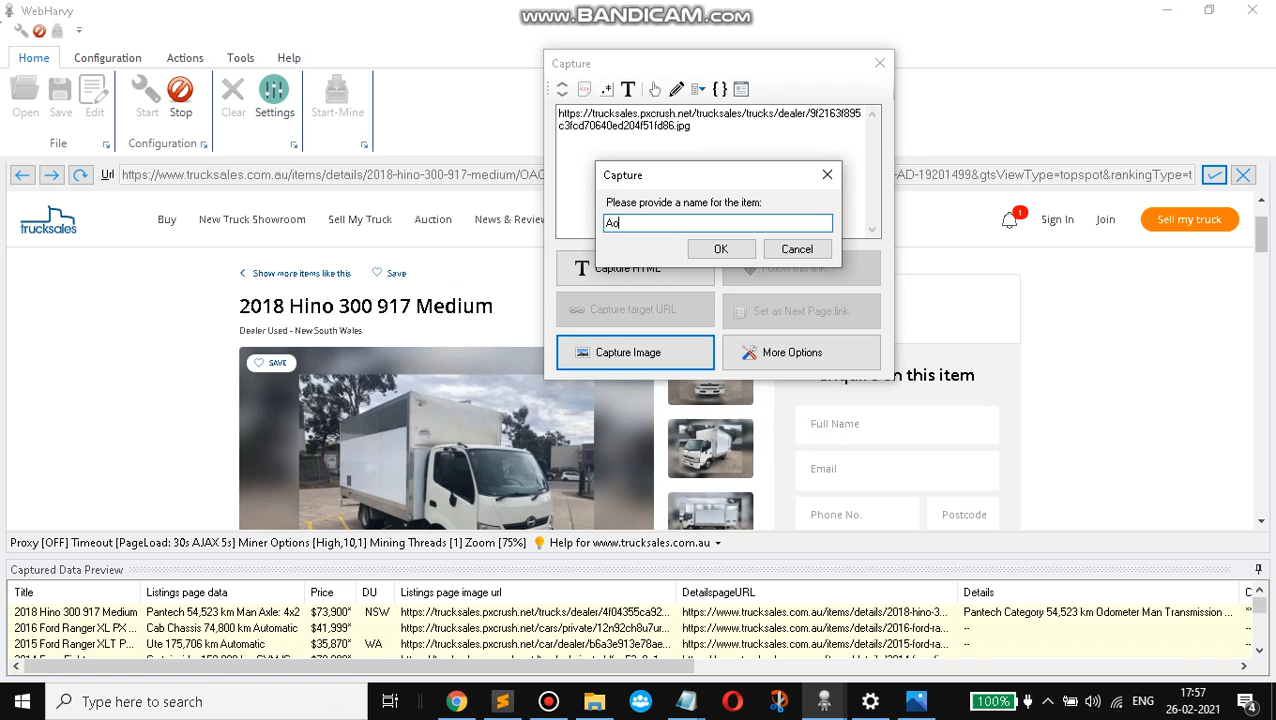 WebHarvy
www.BANDICAM.com
Home
Configuration
Actions
Tools
Help
Open
Save
Edit
Start
Stop
Clear
Settings
Start-Mine
File
Configuration
Capture
https://trucksales.pxcrush.net/trucksales/trucks/dealer/9f2163f895
c3fcd70640ed204f51fd86.jpg
Capture
Please provide a name for the item:
Ao
OK
Cancel
Capture HTML
Follow this link
Capture target URL
Set as Next Page link
Capture Image
More Options
Url
https://www.trucksales.com.au/items/details/2018-hino-300-917-medium/OAC
-AD-19201499&gtsViewType=topspot&rankingType=t
trucksales
Buy
New Truck Showroom
Sell My Truck
Auction
News & Review
1
Sign In
Join
Sell my truck
Show more items like this
Save
2018 Hino 300 917 Medium
Dealer Used - New South Wales
SAVE
Enquire on this item
Full Name
Email
Phone No.
Postcode
Proxy [OFF] Timeout [PageLoad: 30s AJAX 5s] Miner Options [High,10,1] Mining Threads [1] Zoom [75%]
Help for www.trucksales.com.au
Captured Data Preview
Title Listings page data Price DU Listings page image url DetailspageURL Details C
2018 Hino 300 917 Medium Pantech 54,523 km Man Axle: 4x2 $73,900* NSW https://trucksales.pxcrush.net/trucks/dealer/4f04355ca92... https://www.trucksales.com.au/items/details/2018-hino-3... Pantech Category 54,523 km Odometer Man Transmission ...
2016 Ford Ranger XL PX ... Cab Chassis 74,800 km Automatic $41,999* https://trucksales.pxcrush.net/cars/private/12nch8u7ur... https://www.trucksales.com.au/items/details/2016-ford-ra... --
2015 Ford Ranger XLT P... Ute 175,706 km Automatic $35,870* WA https://trucksales.pxcrush.net/car/dealer/b6a3e913e78ae... https://www.trucksales.com.au/items/details/2015-ford-ra... --
Type here to search
100%
ENG
17:57
26-02-2021
4